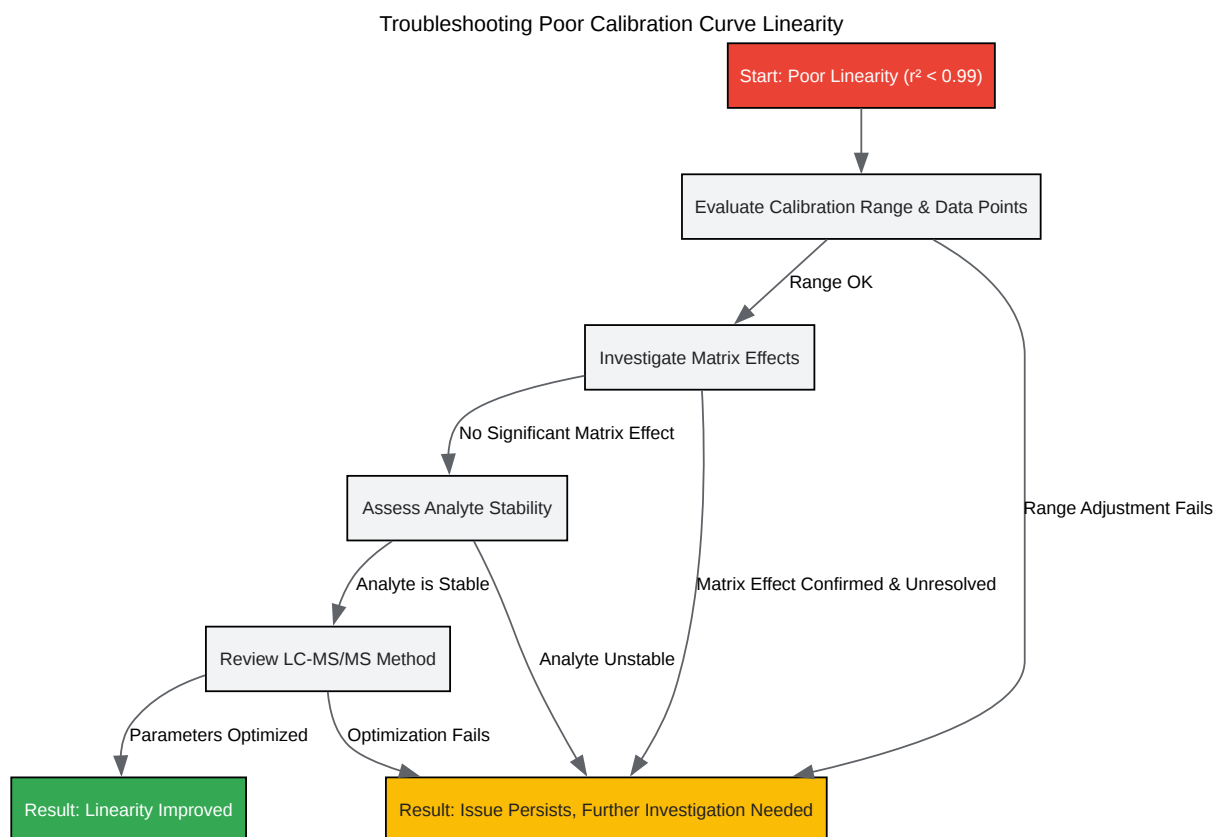 Troubleshooting Poor Calibration Curve Linearity
Start: Poor Linearity (r² < 0.99)
Evaluate Calibration Range & Data Points
Range OK
Investigate Matrix Effects
No Significant Matrix Effect
Assess Analyte Stability
Range Adjustment Fails
Analyte is Stable
Matrix Effect Confirmed & Unresolved
Review LC-MS/MS Method
Analyte Unstable
Parameters Optimized
Optimization Fails
Result: Linearity Improved
Result: Issue Persists, Further Investigation Needed